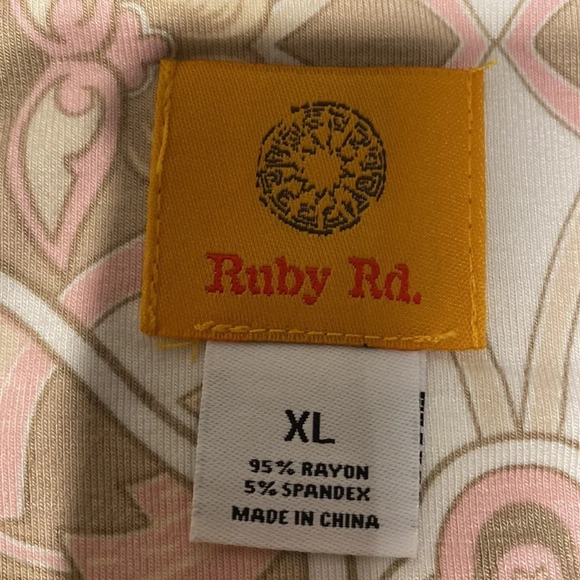 Ruby Rd.
XL
95% RAYON
5% SPANDEX
MADE IN CHINA